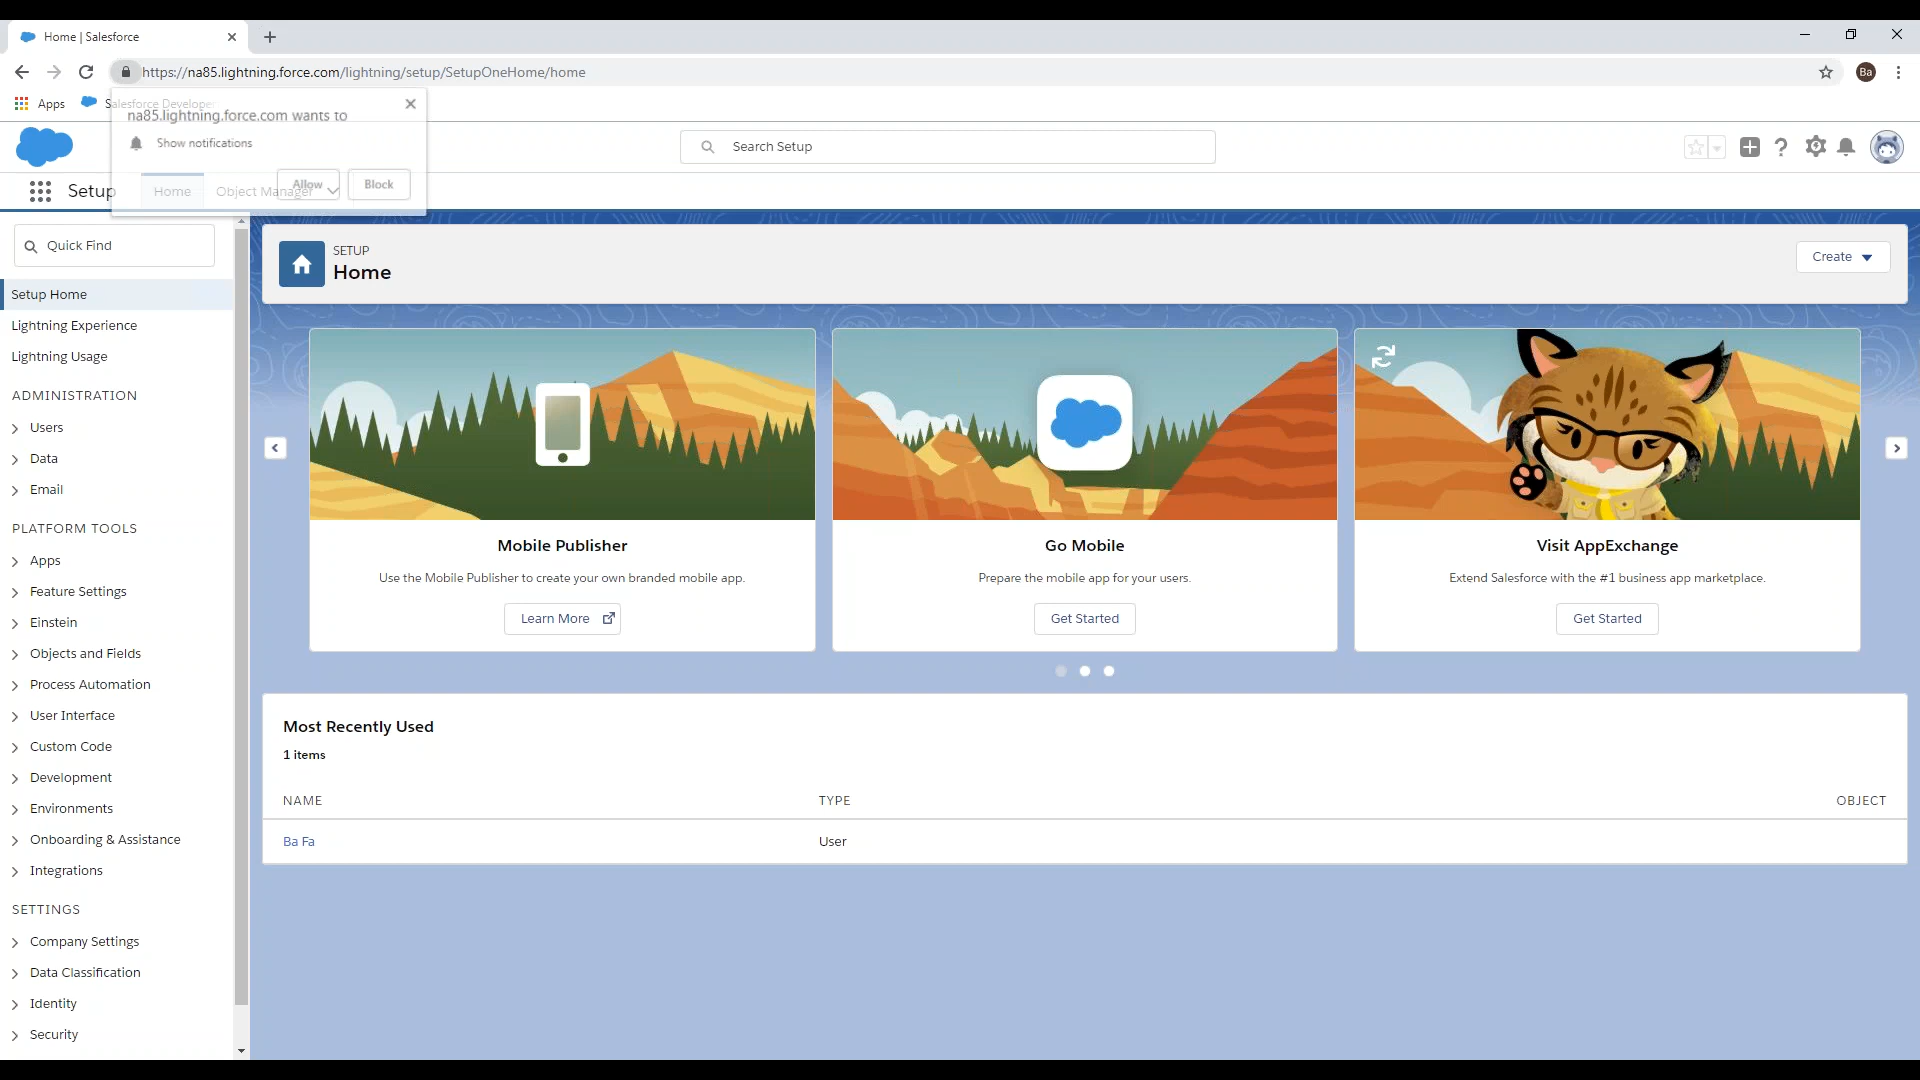 Home | Salesforce
https://na85.lightning.force.com/lightning/setup/SetupOneHome/home
Ba
Apps
Salesforce Develope
na85.lightning.force.com wants to
Show notifications
Allow
Block
Search Setup
Setup
Home
Object Manager
Quick Find
Setup Home
Lightning Experience
Lightning Usage
ADMINISTRATION
Users
Data
Email
PLATFORM TOOLS
Apps
Feature Settings
Einstein
Objects and Fields
Process Automation
User Interface
Custom Code
Development
Environments
Onboarding & Assistance
Integrations
SETTINGS
Company Settings
Data Classification
Identity
Security
SETUP
Home
Create
Mobile Publisher
Use the Mobile Publisher to create your own branded mobile app.
Learn More
Go Mobile
Prepare the mobile app for your users.
Get Started
Visit AppExchange
Extend Salesforce with the #1 business app marketplace.
Get Started
Most Recently Used
1 items
NAME
TYPE
OBJECT
Ba Fa
User